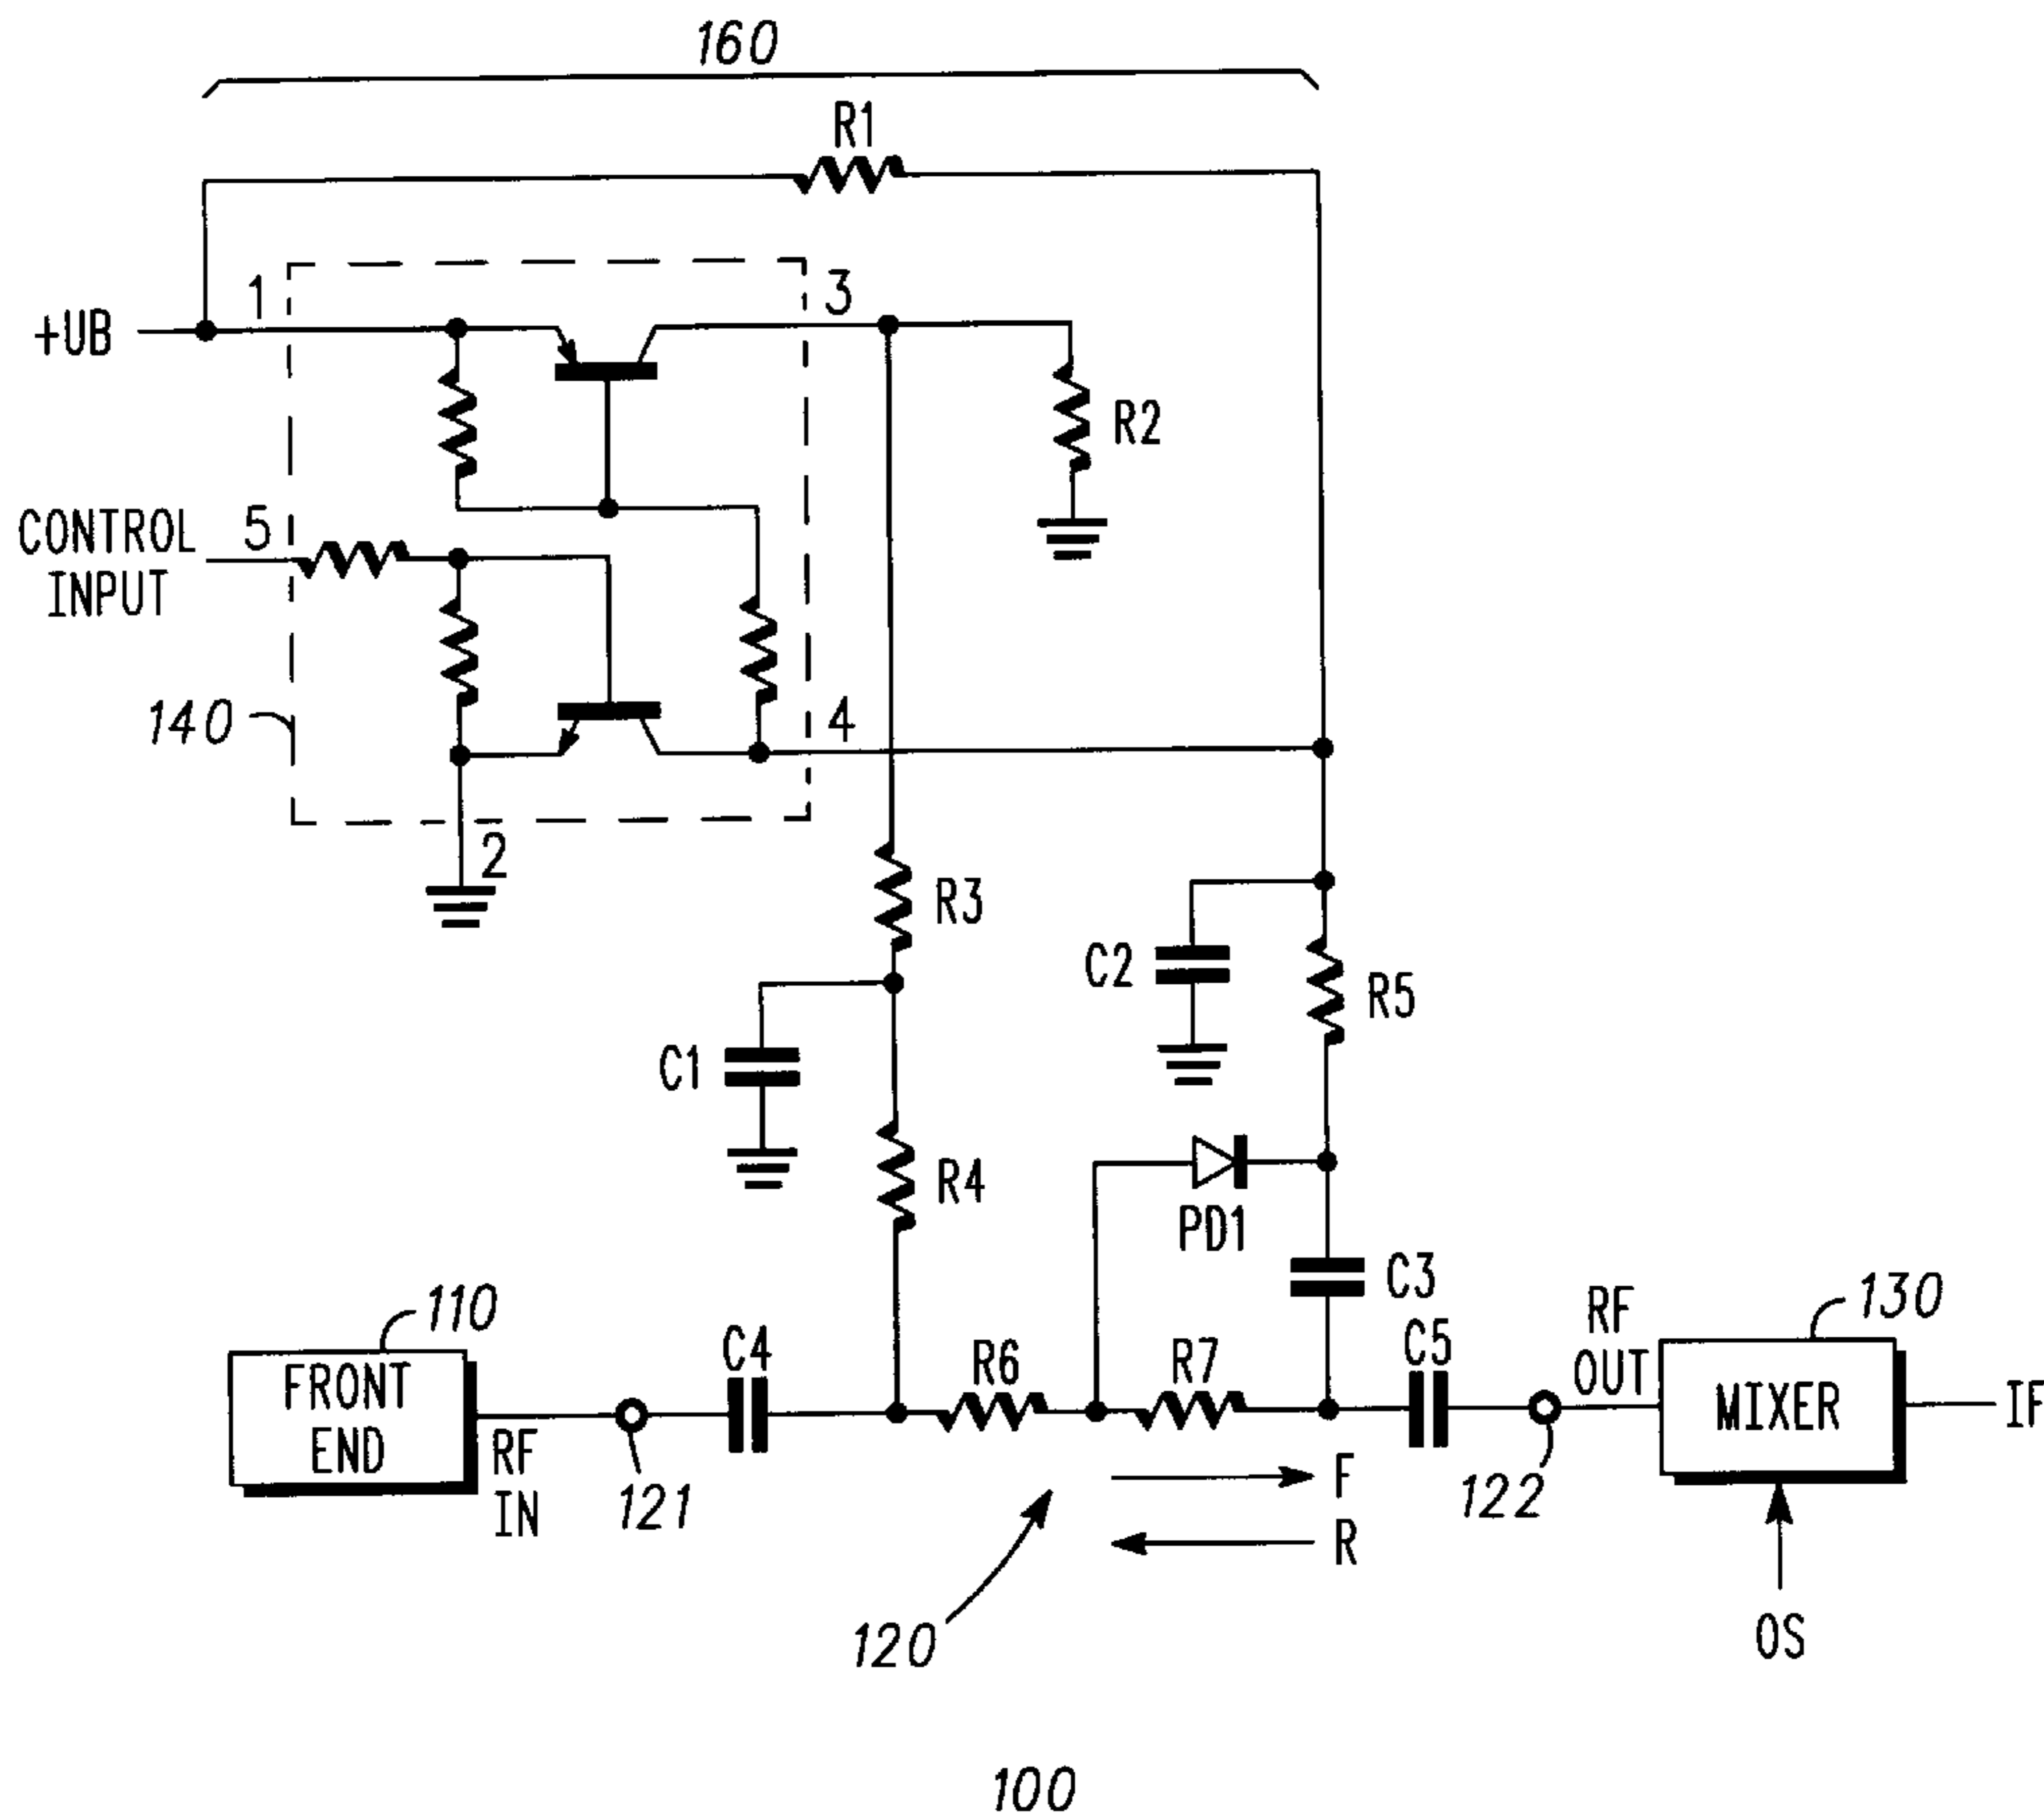 160
R1
1
3
+UB
R2
CONTROL
INPUT
5
140
4
2
R3
C2
R5
C1
R4
PD1
C3
110
FRONT
END
RF
IN
121
C4
R6
R7
C5
RF
OUT
130
MIXER
IF
F
R
122
120
OS
100